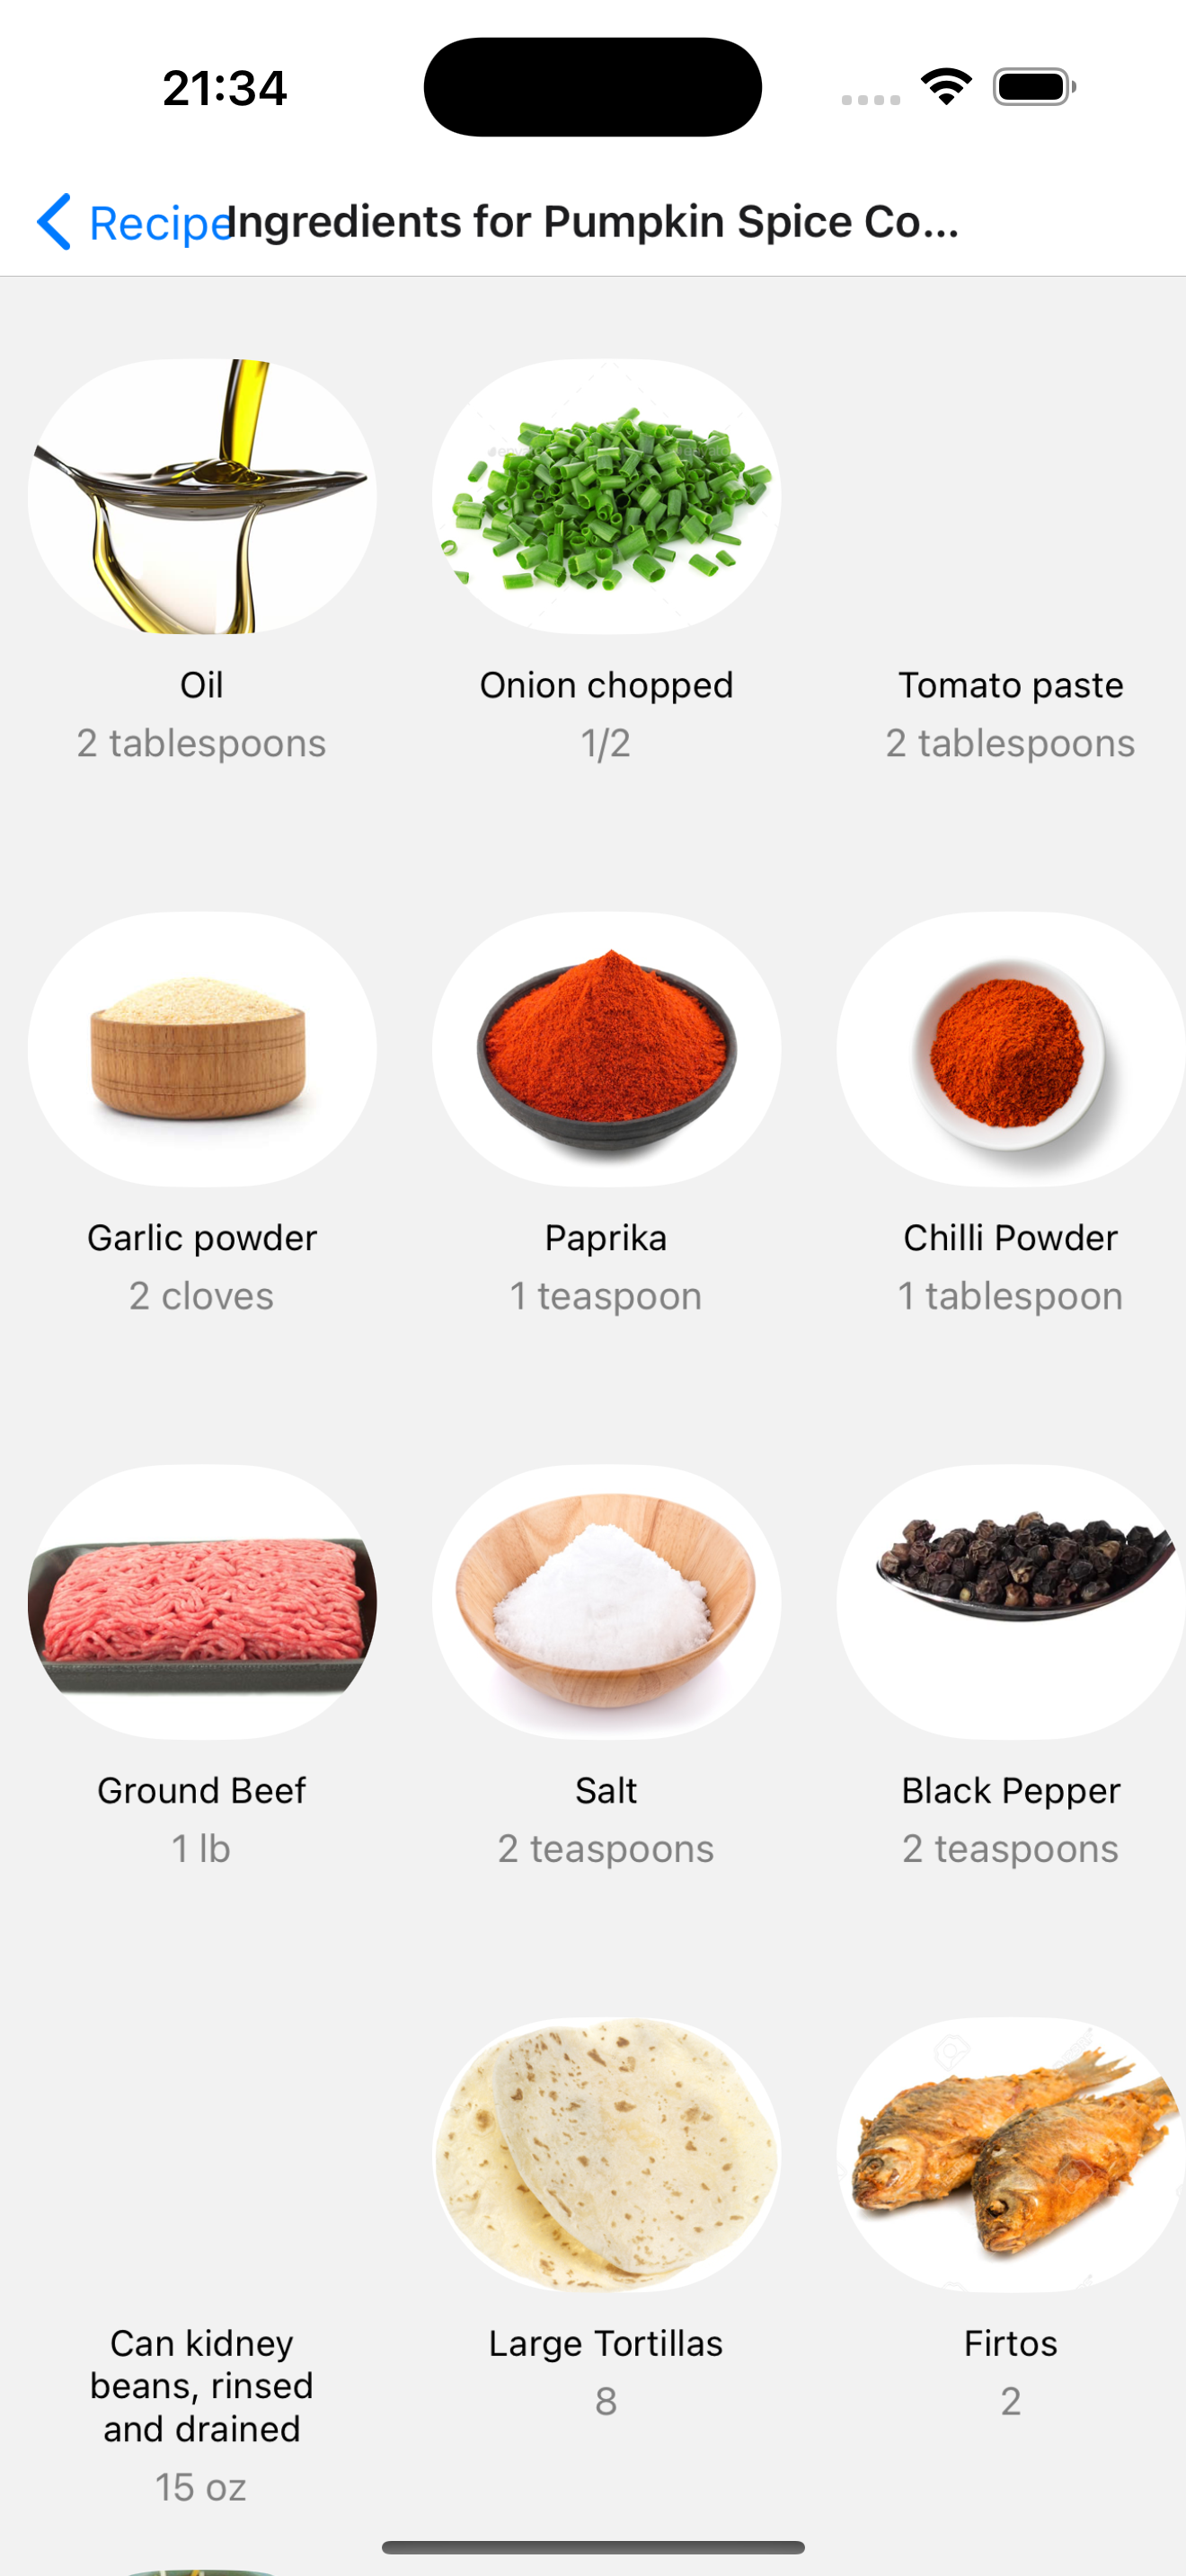 21:34
Recipe
Ingredients for Pumpkin Spice Co...
Oil
2 tablespoons
Onion chopped
1/2
Tomato paste
2 tablespoons
Garlic powder
2 cloves
Paprika
1 teaspoon
Chilli Powder
1 tablespoon
Ground Beef
1 lb
Salt
2 teaspoons
Black Pepper
2 teaspoons
Can kidney
beans, rinsed
and drained
15 oz
Large Tortillas
8
Firtos
2